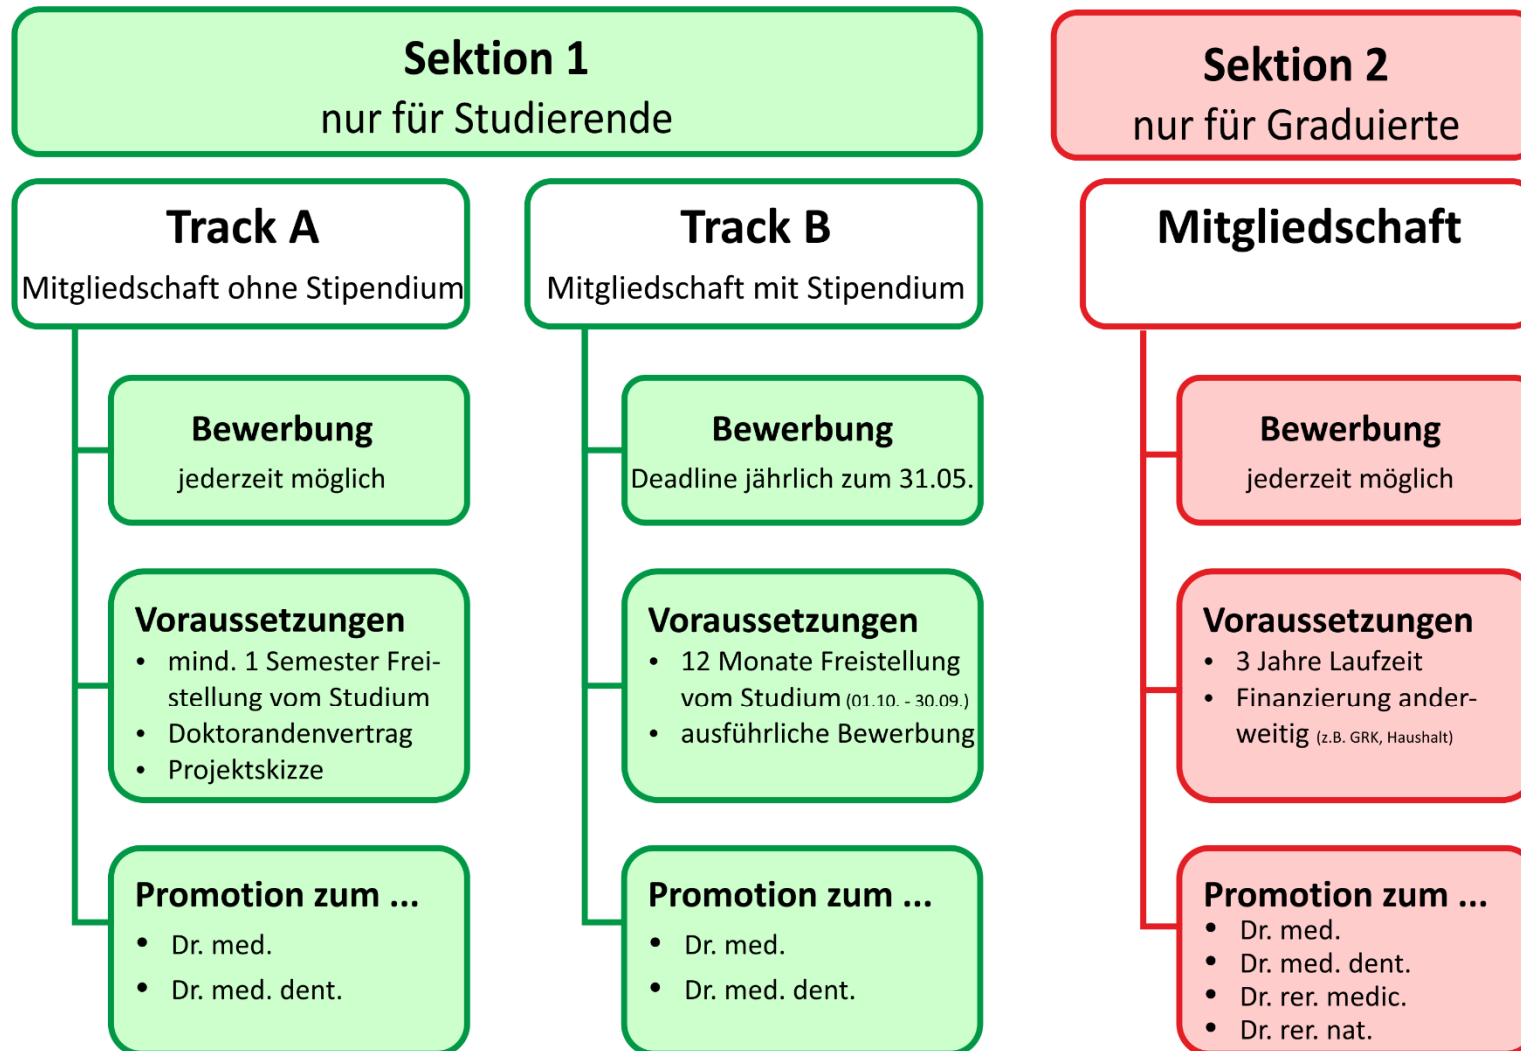 Sektion 1
nur für Studierende
Sektion 2
nur für Graduierte
Track A
Mitgliedschaft ohne Stipendium
Bewerbung
jederzeit möglich
Voraussetzungen
• mind. 1 Semester Frei-
stellung vom Studium
• Doktorandenvertrag
• Projektskizze
Promotion zum ...
• Dr. med.
• Dr. med. dent.
Track B
Mitgliedschaft mit Stipendium
Bewerbung
Deadline jährlich zum 31.05.
Voraussetzungen
• 12 Monate Freistellung
vom Studium (01.10. - 30.09.)
• ausführliche Bewerbung
Promotion zum ...
• Dr. med.
• Dr. med. dent.
Mitgliedschaft
Bewerbung
jederzeit möglich
Voraussetzungen
• 3 Jahre Laufzeit
• Finanzierung ander-
weitig (z.B. GRK, Haushalt)
Promotion zum ...
• Dr. med.
• Dr. med. dent.
• Dr. rer. medic.
• Dr. rer. nat.